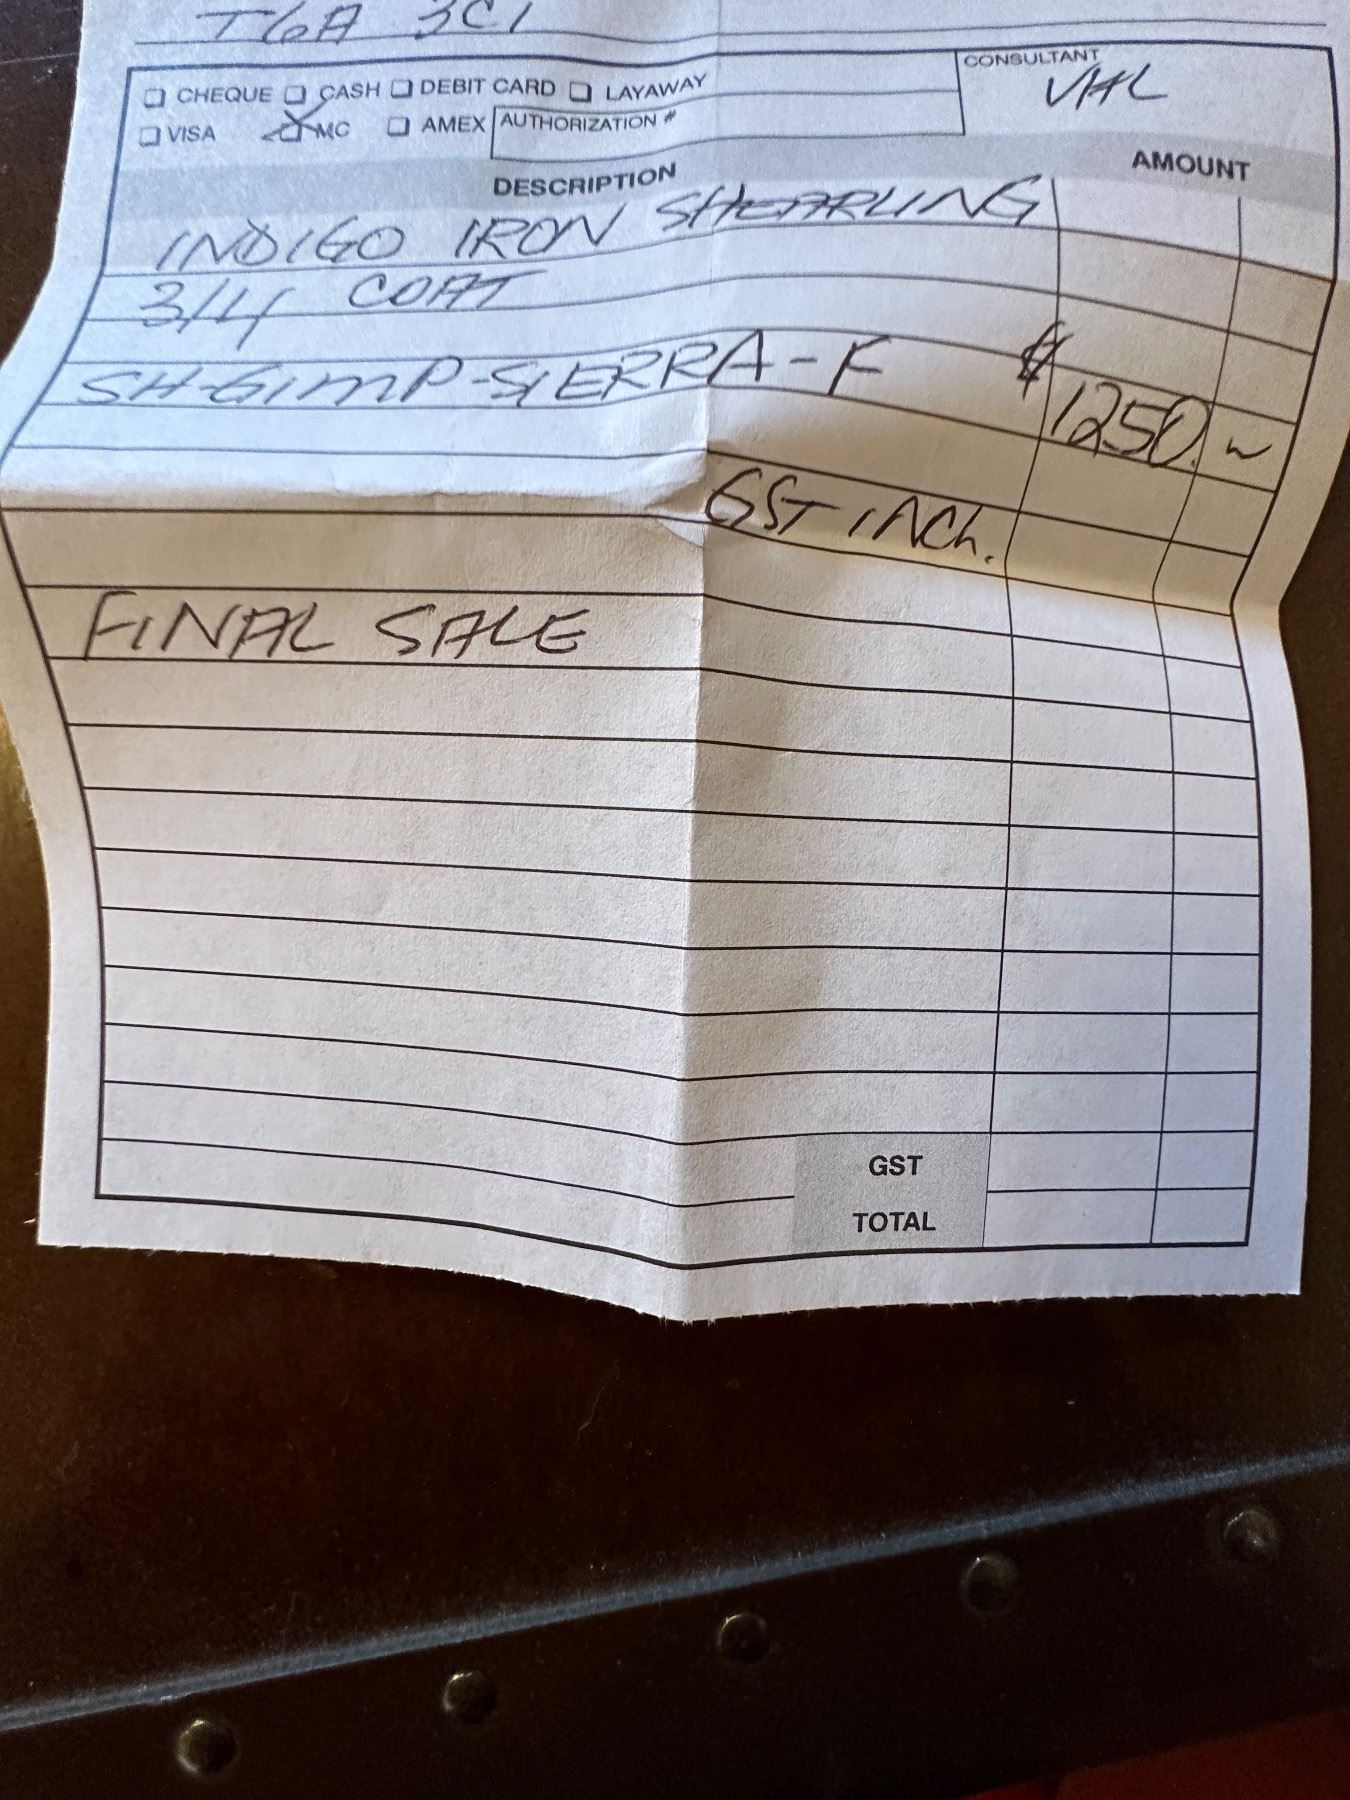 T6A 3C1
☐ CHEQUE ☐ CASH ☐ DEBIT CARD ☐ LAYAWAY
CONSULTANT
VAL
☐ VISA ☒ MC ☐ AMEX AUTHORIZATION #
DESCRIPTION AMOUNT
INDIGO IRON SHEARLING
3/4 COAT
SH-GIMP-SIERRA-F $1250.~
GST INCL.
FINAL SALE
GST
TOTAL